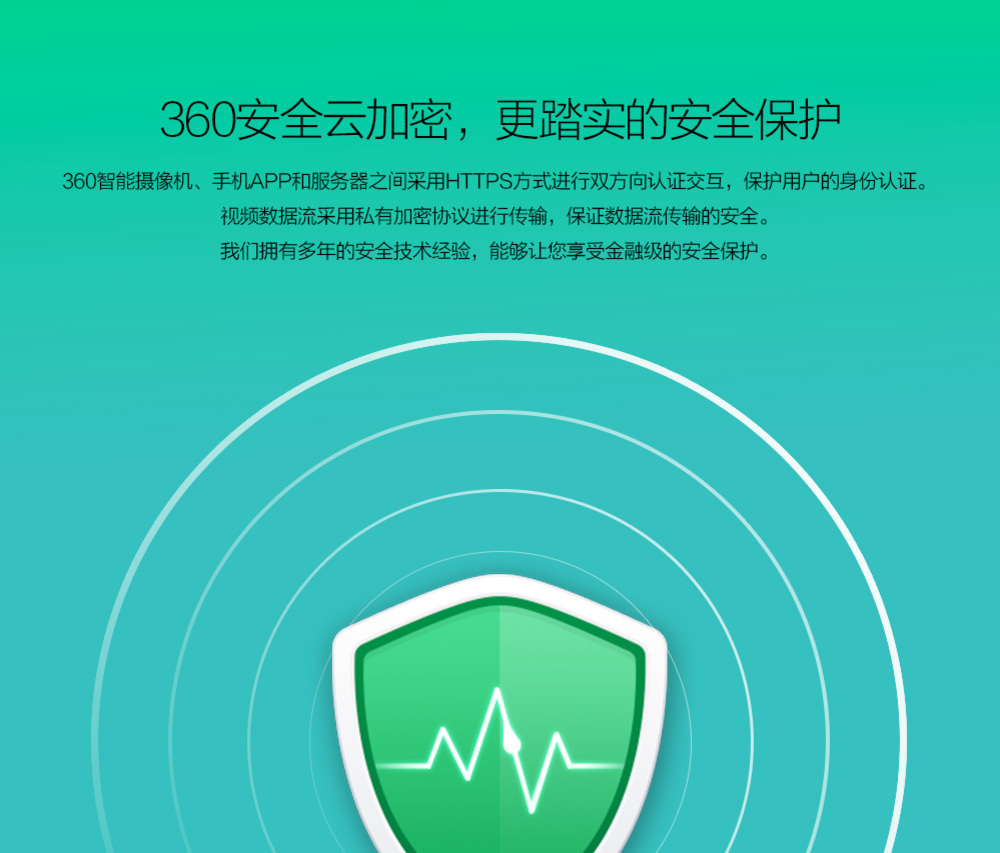 360安全云加密，更踏实的安全保护
360智能摄像机、手机APP和服务器之间采用HTTPS方式进行双方向认证交互，保护用户的身份认证。
视频数据流采用私有加密协议进行传输，保证数据流传输的安全。
我们拥有多年的安全技术经验，能够让您享受金融级的安全保护。